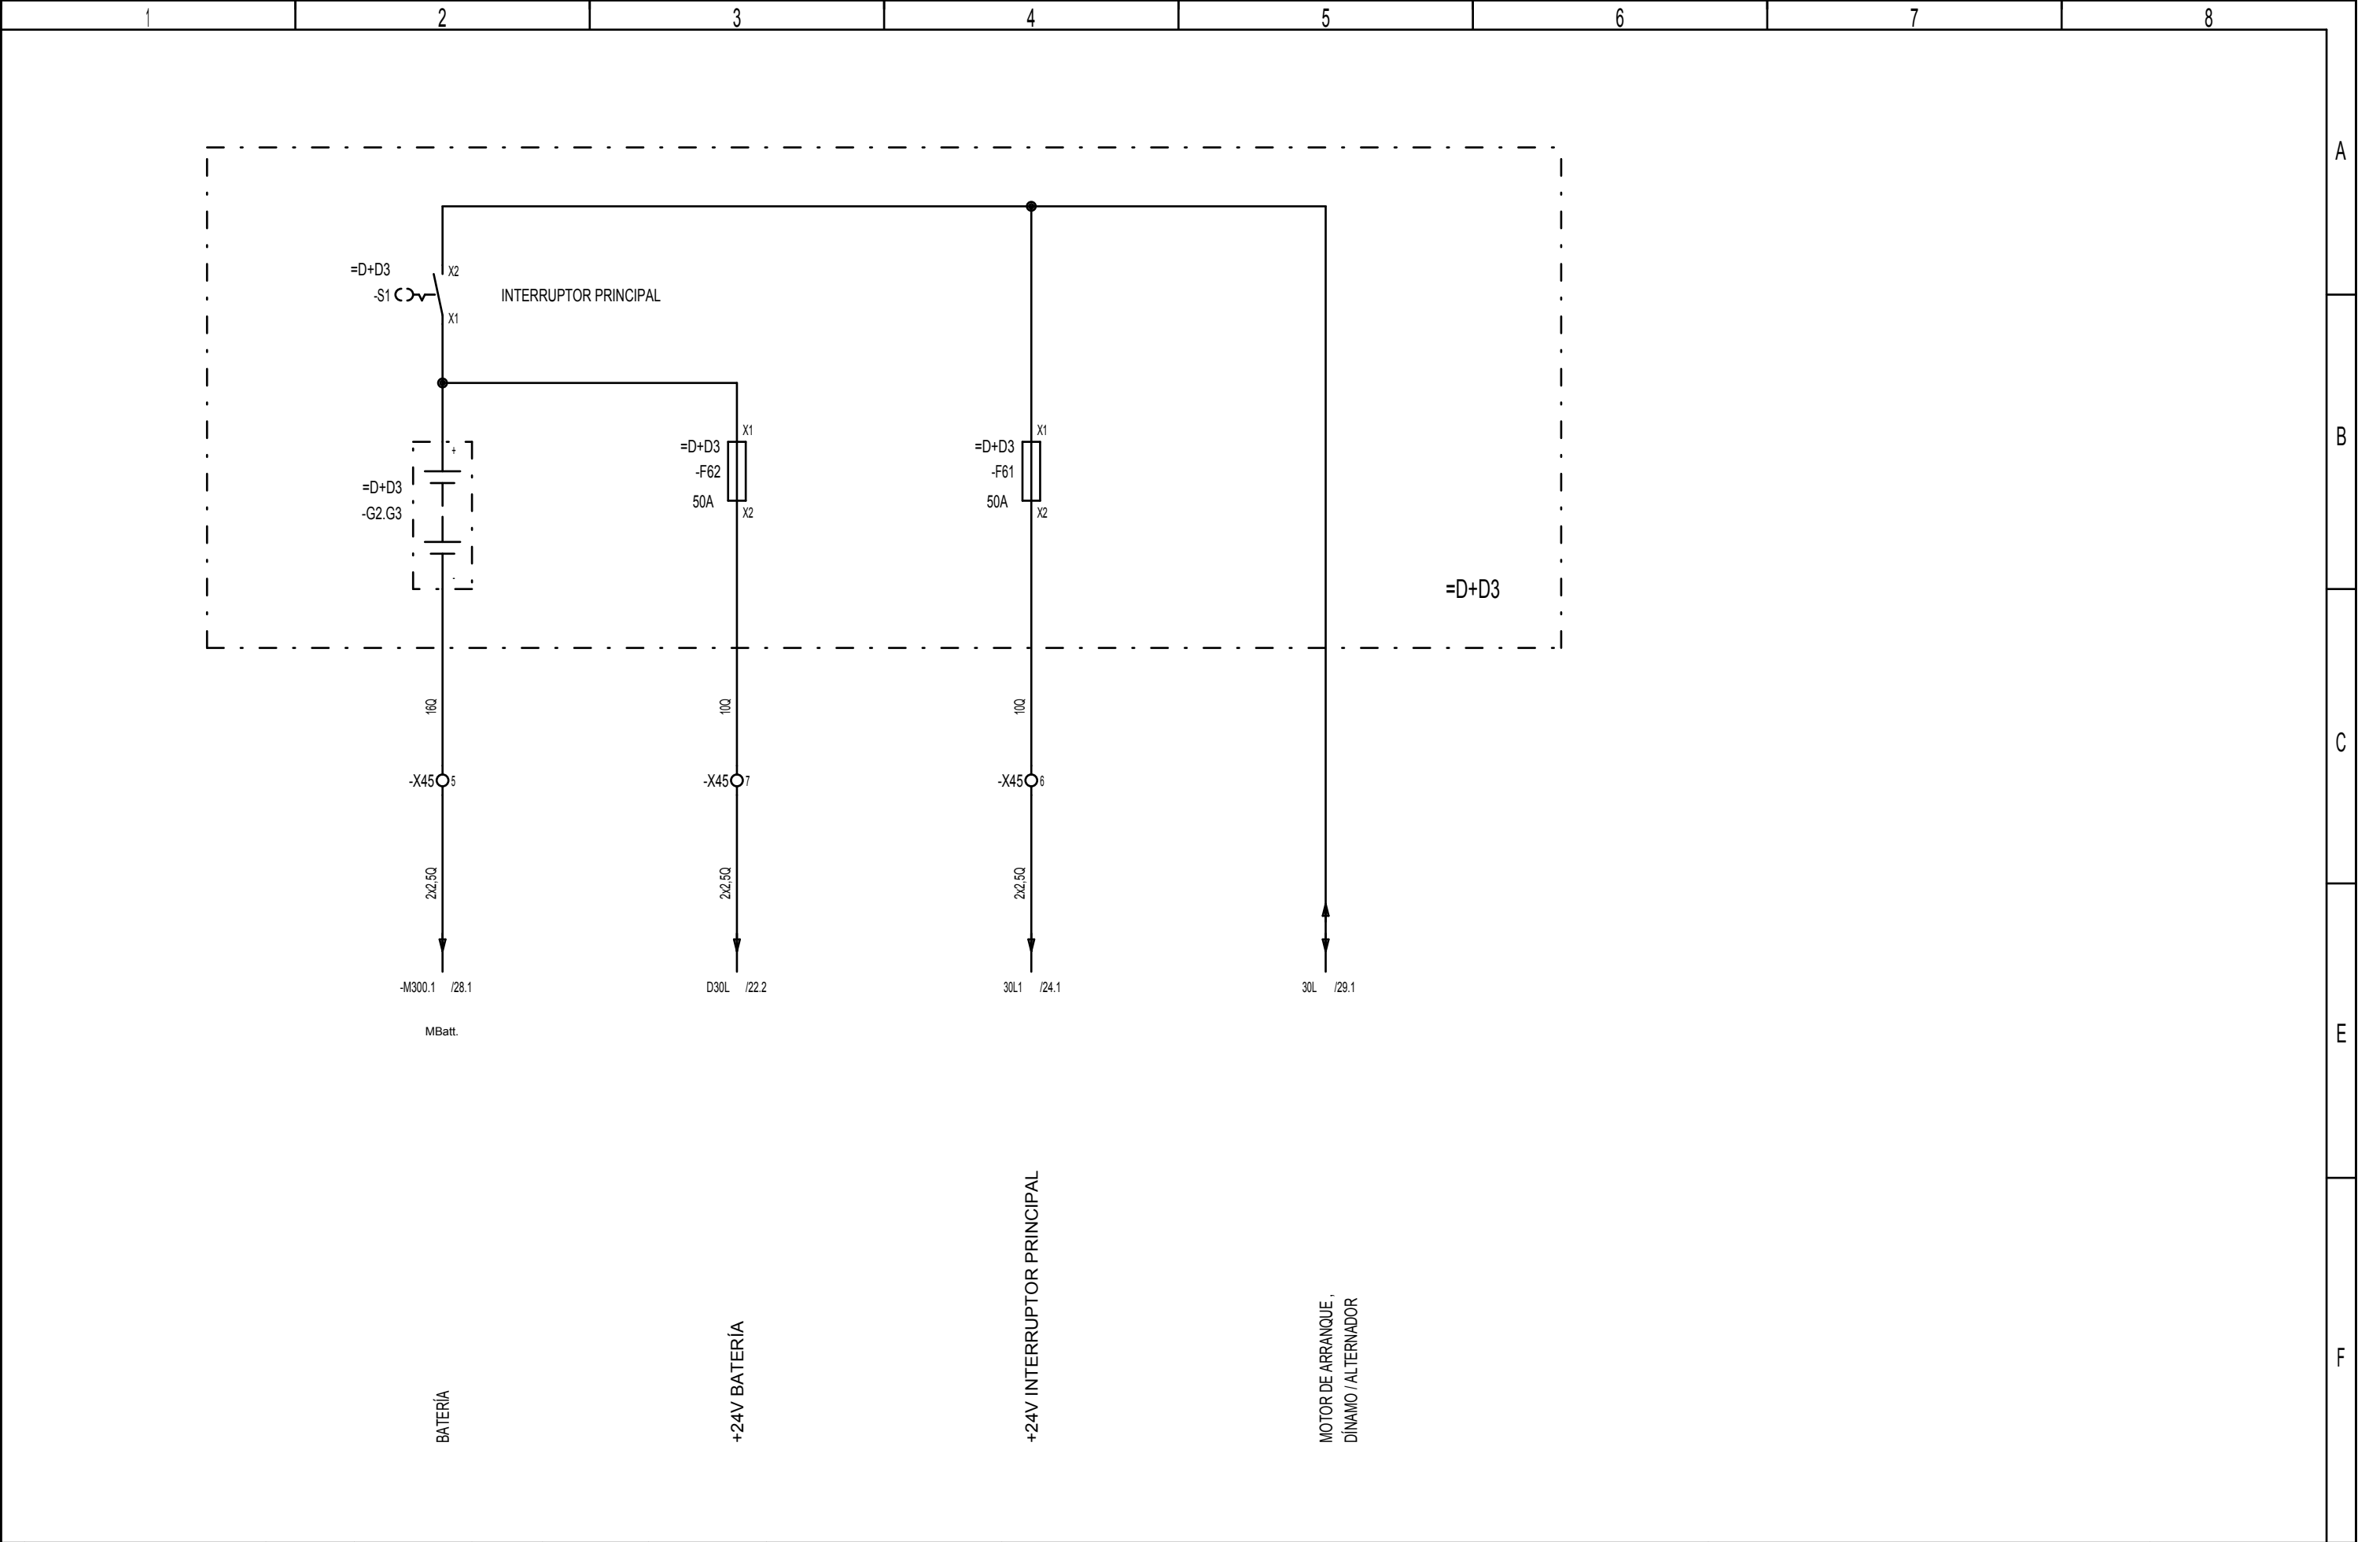 1 2 3 4 5 6 7 8
A
=D+D3
X2
-S1
INTERRUPTOR PRINCIPAL
X1
B
X1
X1
+
=D+D3
=D+D3
-F62
-F61
=D+D3
50A
50A
-G2.G3
X2
X2
-
=D+D3
16Q
10Q
10Q
C
-X45 5
-X45 7
-X45 6
2x2,5Q
2x2,5Q
2x2,5Q
-M300.1 /28.1
D30L /22.2
30L1 /24.1
30L /29.1
MBatt.
E
F
BATERÍA
+24V BATERÍA
+24V INTERRUPTOR PRINCIPAL
MOTOR DE ARRANQUE ,
DÍNAMO / ALTERNADOR